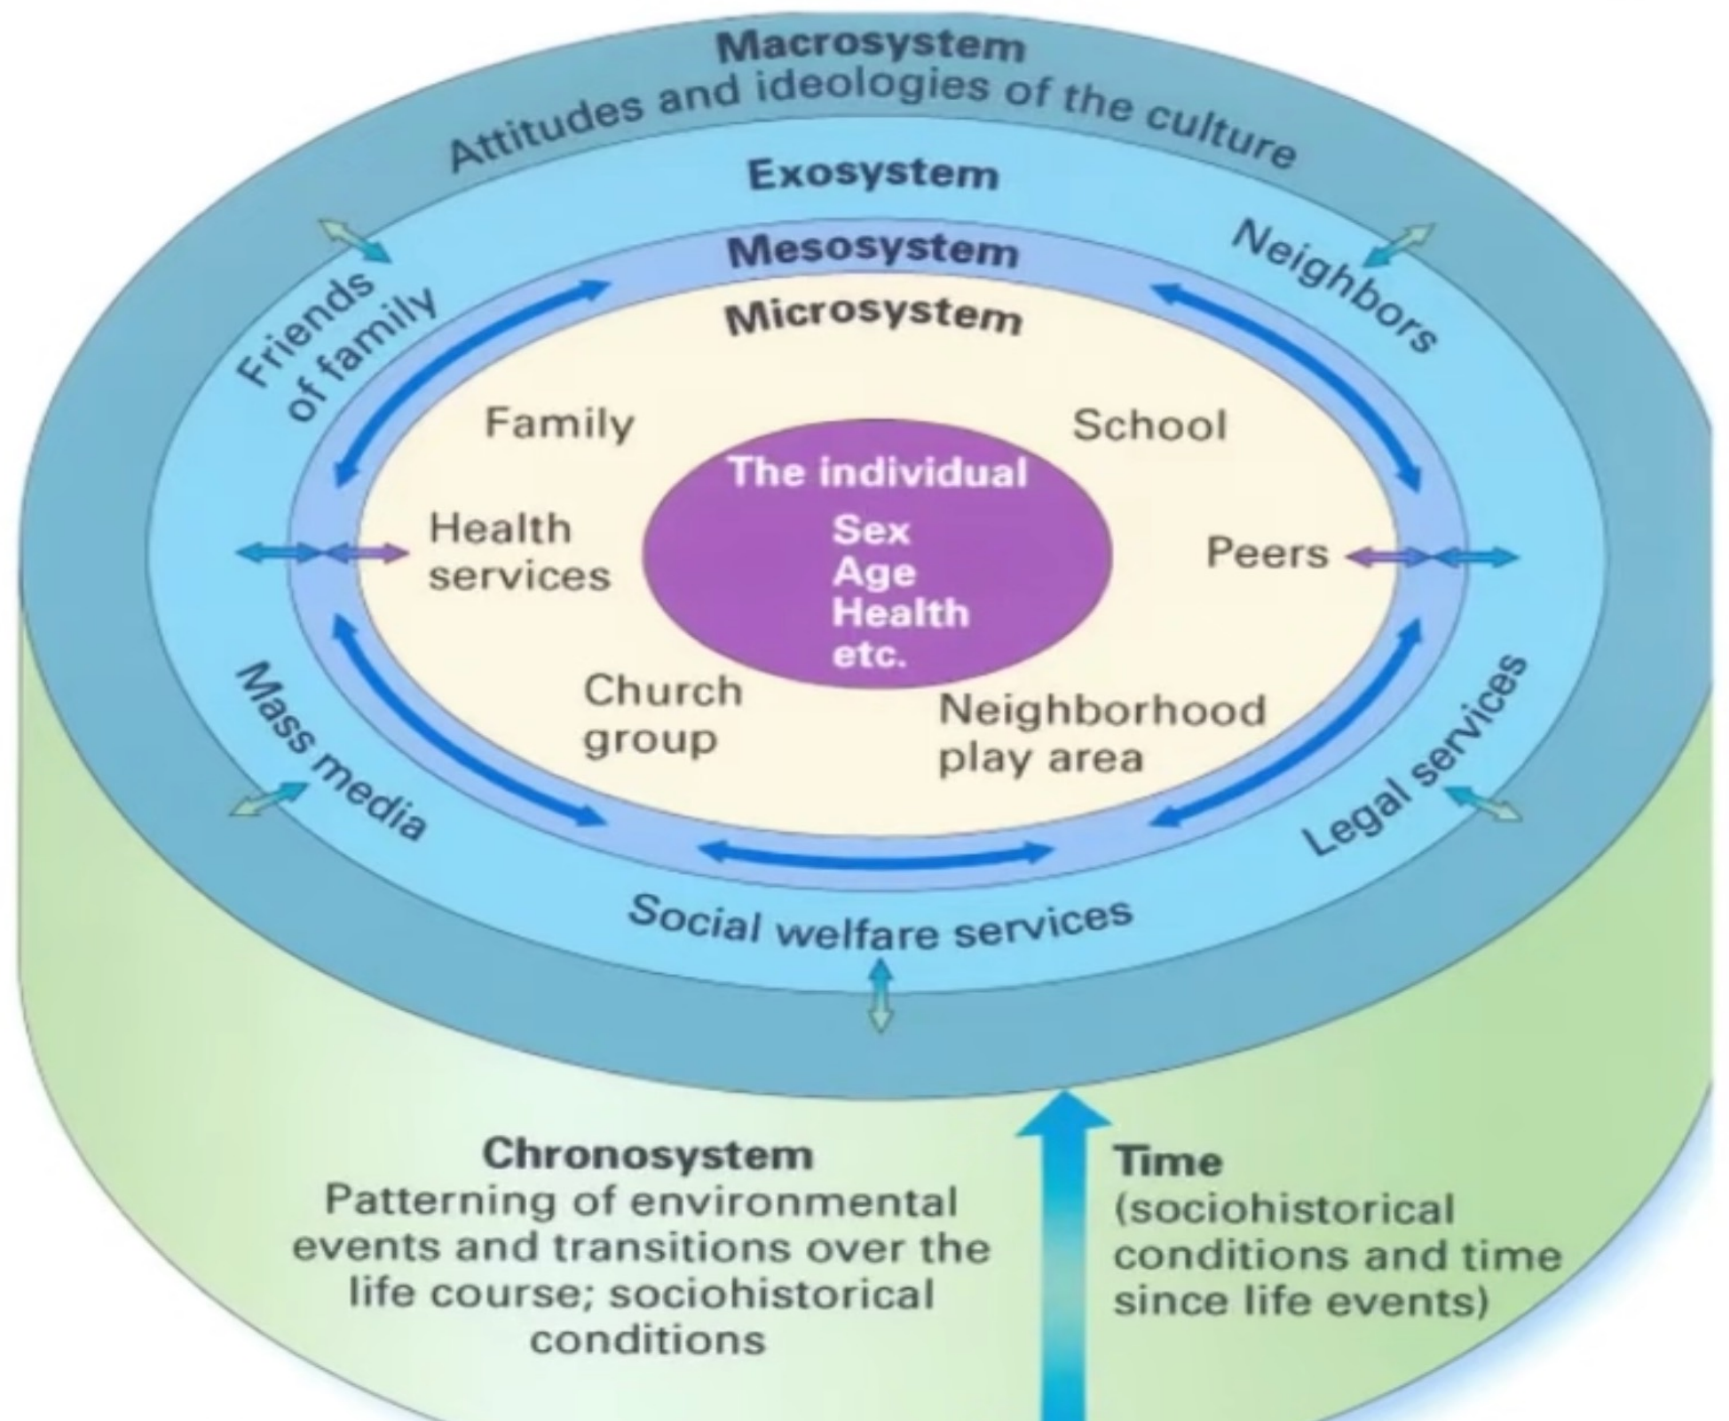 Macrosystem
Attitudes and ideologies of the culture
Exosystem
Mesosystem
Microsystem
Friends
of family
Neighbors
Family
School
The individual
Sex
Age
Health
etc.
Health
services
Peers
Church
group
Neighborhood
play area
Mass media
Legal services
Social welfare services
Chronosystem
Patterning of environmental
events and transitions over the
life course; sociohistorical
conditions
Time
(sociohistorical
conditions and time
since life events)